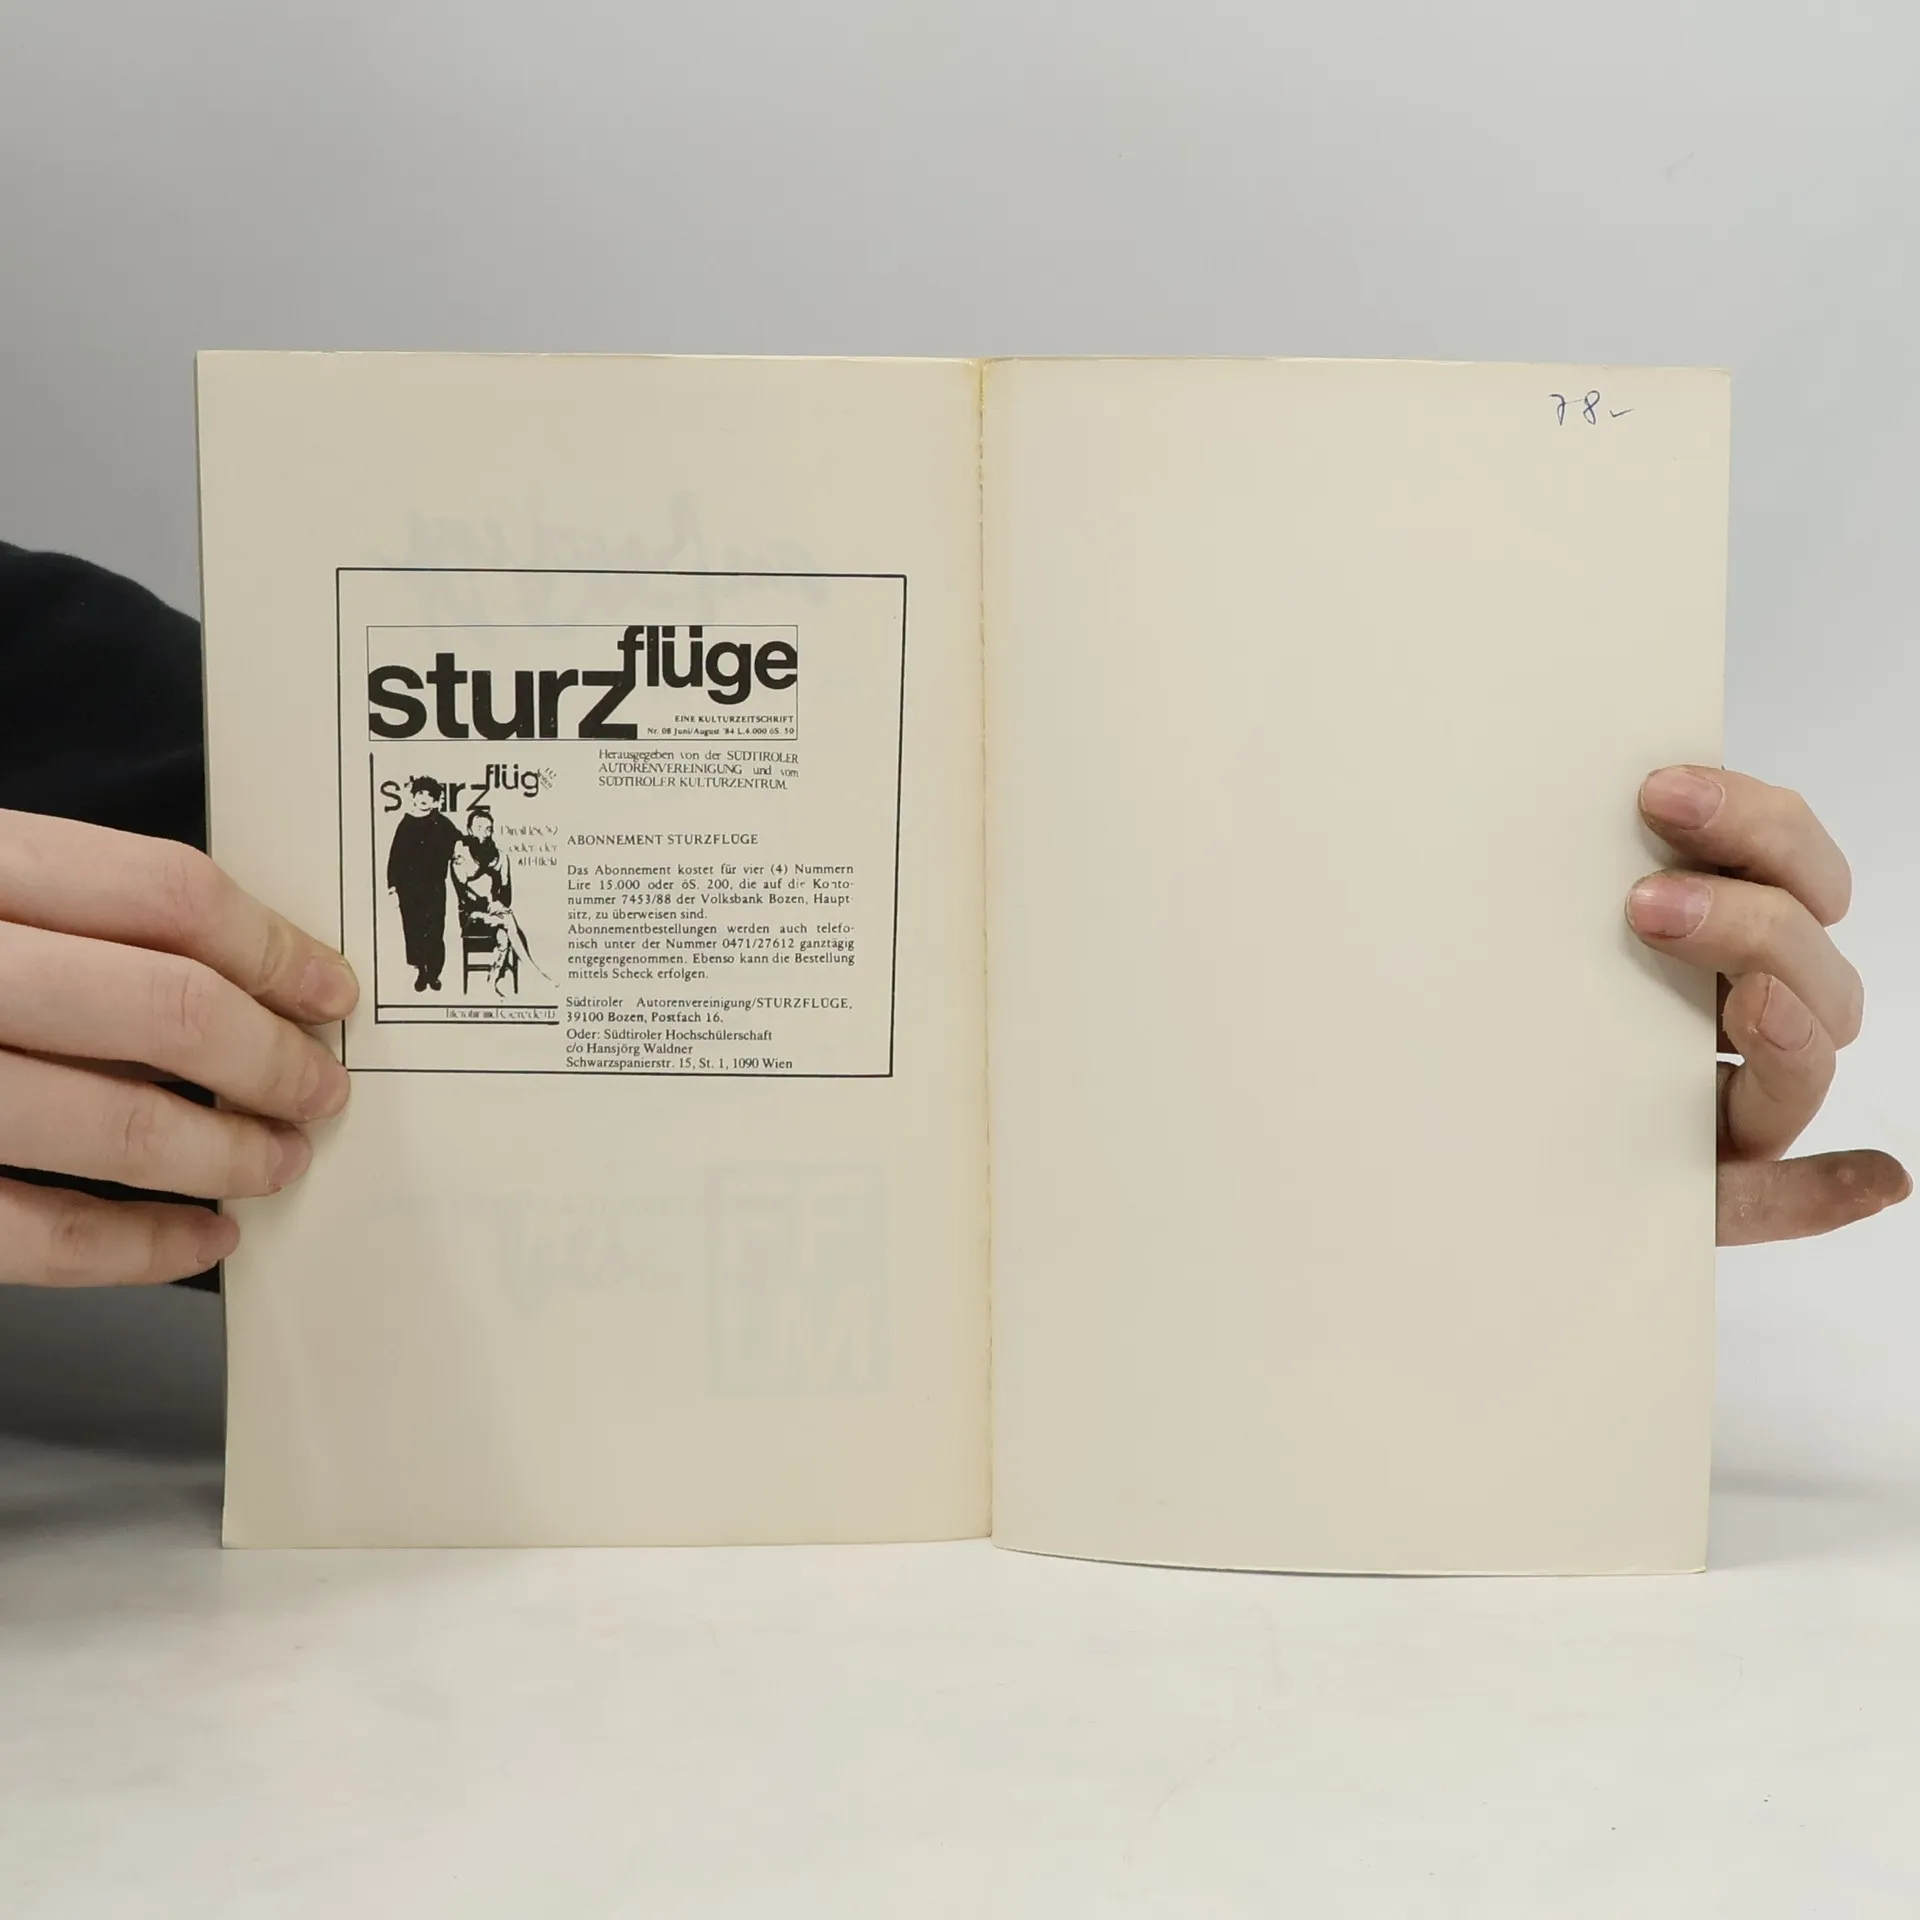 78-
sturzflüge
EINE KULTURZEITSCHRIFT
Nr. 08 Juni/August '84 L.4.000 öS. 50
Herausgegeben von der SÜDTIROLER
AUTORENVEREINIGUNG und vom
SÜDTIROLER KULTURZENTRUM.
sturzflüg
oder der
ABONNEMENT STURZFLÜGE
Das Abonnement kostet für vier (4) Nummern
Lire 15.000 oder öS. 200, die auf die Konto-
nummer 7453/88 der Volksbank Bozen, Haupt-
sitz, zu überweisen sind.
Abonnementbestellungen werden auch telefo-
nisch unter der Nummer 0471/27612 ganztägig
entgegengenommen. Ebenso kann die Bestellung
mittels Scheck erfolgen.
Südtiroler Autorenvereinigung/STURZFLÜGE,
39100 Bozen, Postfach 16.
Oder: Südtiroler Hochschülerschaft
c/o Hansjörg Waldner
Schwarzspanierstr. 15, St. 1, 1090 Wien